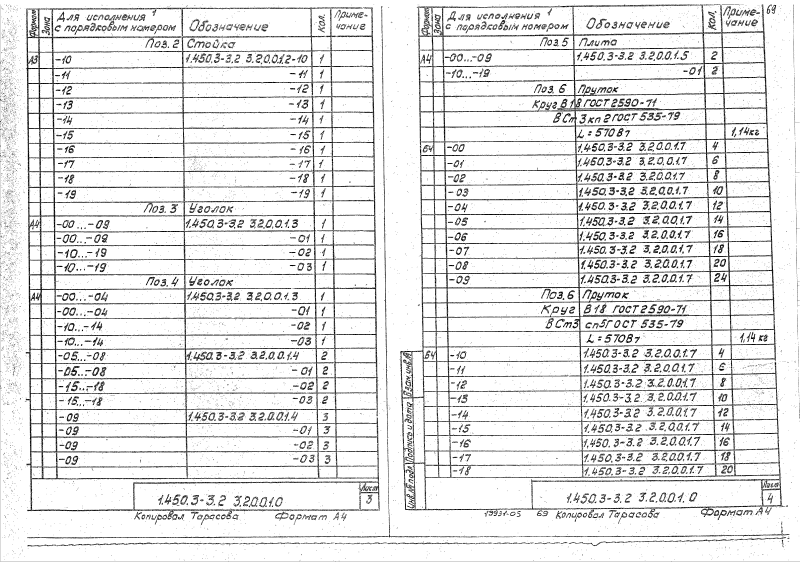 Формат Зона Для исполнения 1 с порядковым номером Обозначение Кол. Приме-чание
Поз. 2 Стойка
А3 -10 1.450.3-3.2 3.2.0.0.1.2-10 1
-11 -11 1
-12 -12 1
-13 -13 1
-14 -14 1
-15 -15 1
-16 -16 1
-17 -17 1
-18 -18 1
-19 -19 1
Поз. 3 Уголок
А4 -00...-09 1.450.3-3.2 3.2.0.0.1.3 1
-00...-09 -01 1
-10...-19 -02 1
-10...-19 -03 1
Поз. 4 Уголок
А4 -00...-04 1.450.3-3.2 3.2.0.0.1.3 1
-00...-04 -01 1
-10...-14 -02 1
-10...-14 -03 1
-05...-08 1.450.3-3.2 3.2.0.0.1.4 2
-05...-08 -01 2
-15...-18 -02 2
-15...-18 -03 2
-09 1.450.3-3.2 3.2.0.0.1.4 3
-09 -01 3
-09 -02 3
-09 -03 3
1.450.3-3.2 3.2.0.0.1.0
Лист
3
Копировал Тарасова Формат А4
69
Формат Зона Для исполнения 1 с порядковым номером Обозначение Кол. Приме-чание
Поз 5 Плита
А4 -00...-09 1.450.3-3.2 3.2.0.0.1.5 2
-10...-19 -01 2
Поз. 6 Пруток
Круг В 18 ГОСТ 2590-71
ВСт 3 кп 2 ГОСТ 535-79
L = 570 Вт 1,14 кг
Б4 -00 1.450.3-3.2 3.2.0.0.1.7 4
-01 1.450.3-3.2 3.2.0.0.1.7 6
-02 1.450.3-3.2 3.2.0.0.1.7 8
-03 1.450.3-3.2 3.2.0.0.1.7 10
-04 1.450.3-3.2 3.2.0.0.1.7 12
-05 1.450.3-3.2 3.2.0.0.1.7 14
-06 1.450.3-3.2 3.2.0.0.1.7 16
-07 1.450.3-3.2 3.2.0.0.1.7 18
-08 1.450.3-3.2 3.2.0.0.1.7 20
-09 1.450.3-3.2 3.2.0.0.1.7 24
Поз. 6 Пруток
Круг В 18 ГОСТ 2590-71
ВСт3 сп5 ГОСТ 535-79
L = 570 Вт 1,14 кг
Б4 -10 1.450.3-3.2 3.2.0.0.1.7 4
-11 1.450.3-3.2 3.2.0.0.1.7 6
-12 1.450.3-3.2 3.2.0.0.1.7 8
-13 1.450.3-3.2 3.2.0.0.1.7 10
-14 1.450.3-3.2 3.2.0.0.1.7 12
-15 1.450.3-3.2 3.2.0.0.1.7 14
-16 1.450.3-3.2 3.2.0.0.1.7 16
-17 1.450.3-3.2 3.2.0.0.1.7 18
-18 1.450.3-3.2 3.2.0.0.1.7 20
Инв. № подл. Подпись и дата Взам. инв. №
1.450.3-3.2 3.2.0.0.1.0
Лист
4
19931-05 69 Копировал Тарасова Формат А4